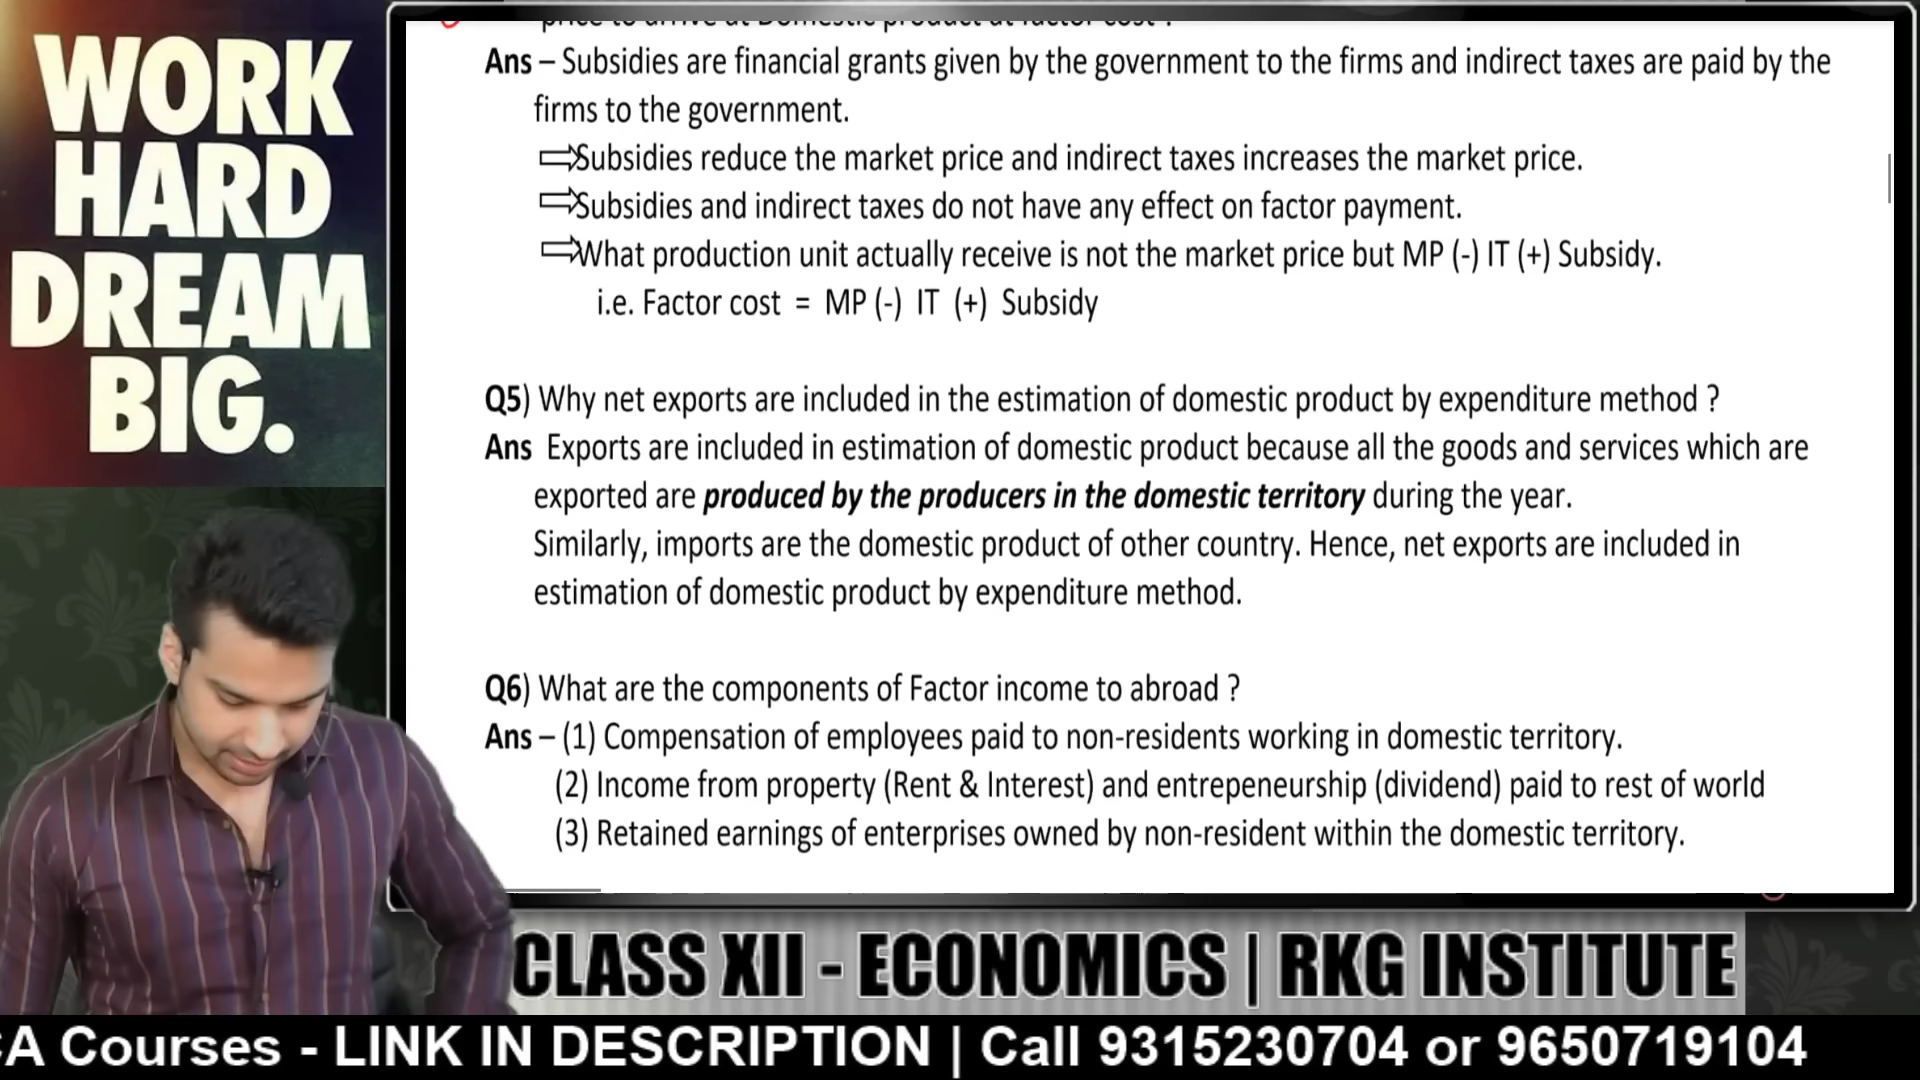 WORK
HARD
DREAM
BIG.
price to arrive at Domestic product at factor cost ?
Ans – Subsidies are financial grants given by the government to the firms and indirect taxes are paid by the
firms to the government.
Subsidies reduce the market price and indirect taxes increases the market price.
Subsidies and indirect taxes do not have any effect on factor payment.
What production unit actually receive is not the market price but MP (-) IT (+) Subsidy.
i.e. Factor cost = MP (-) IT (+) Subsidy
Q5) Why net exports are included in the estimation of domestic product by expenditure method ?
Ans Exports are included in estimation of domestic product because all the goods and services which are
exported are produced by the producers in the domestic territory during the year.
Similarly, imports are the domestic product of other country. Hence, net exports are included in
estimation of domestic product by expenditure method.
Q6) What are the components of Factor income to abroad ?
Ans – (1) Compensation of employees paid to non-residents working in domestic territory.
(2) Income from property (Rent & Interest) and entrepeneurship (dividend) paid to rest of world
(3) Retained earnings of enterprises owned by non-resident within the domestic territory.
CLASS XII - ECONOMICS | RKG INSTITUTE
CA Courses - LINK IN DESCRIPTION | Call 9315230704 or 9650719104